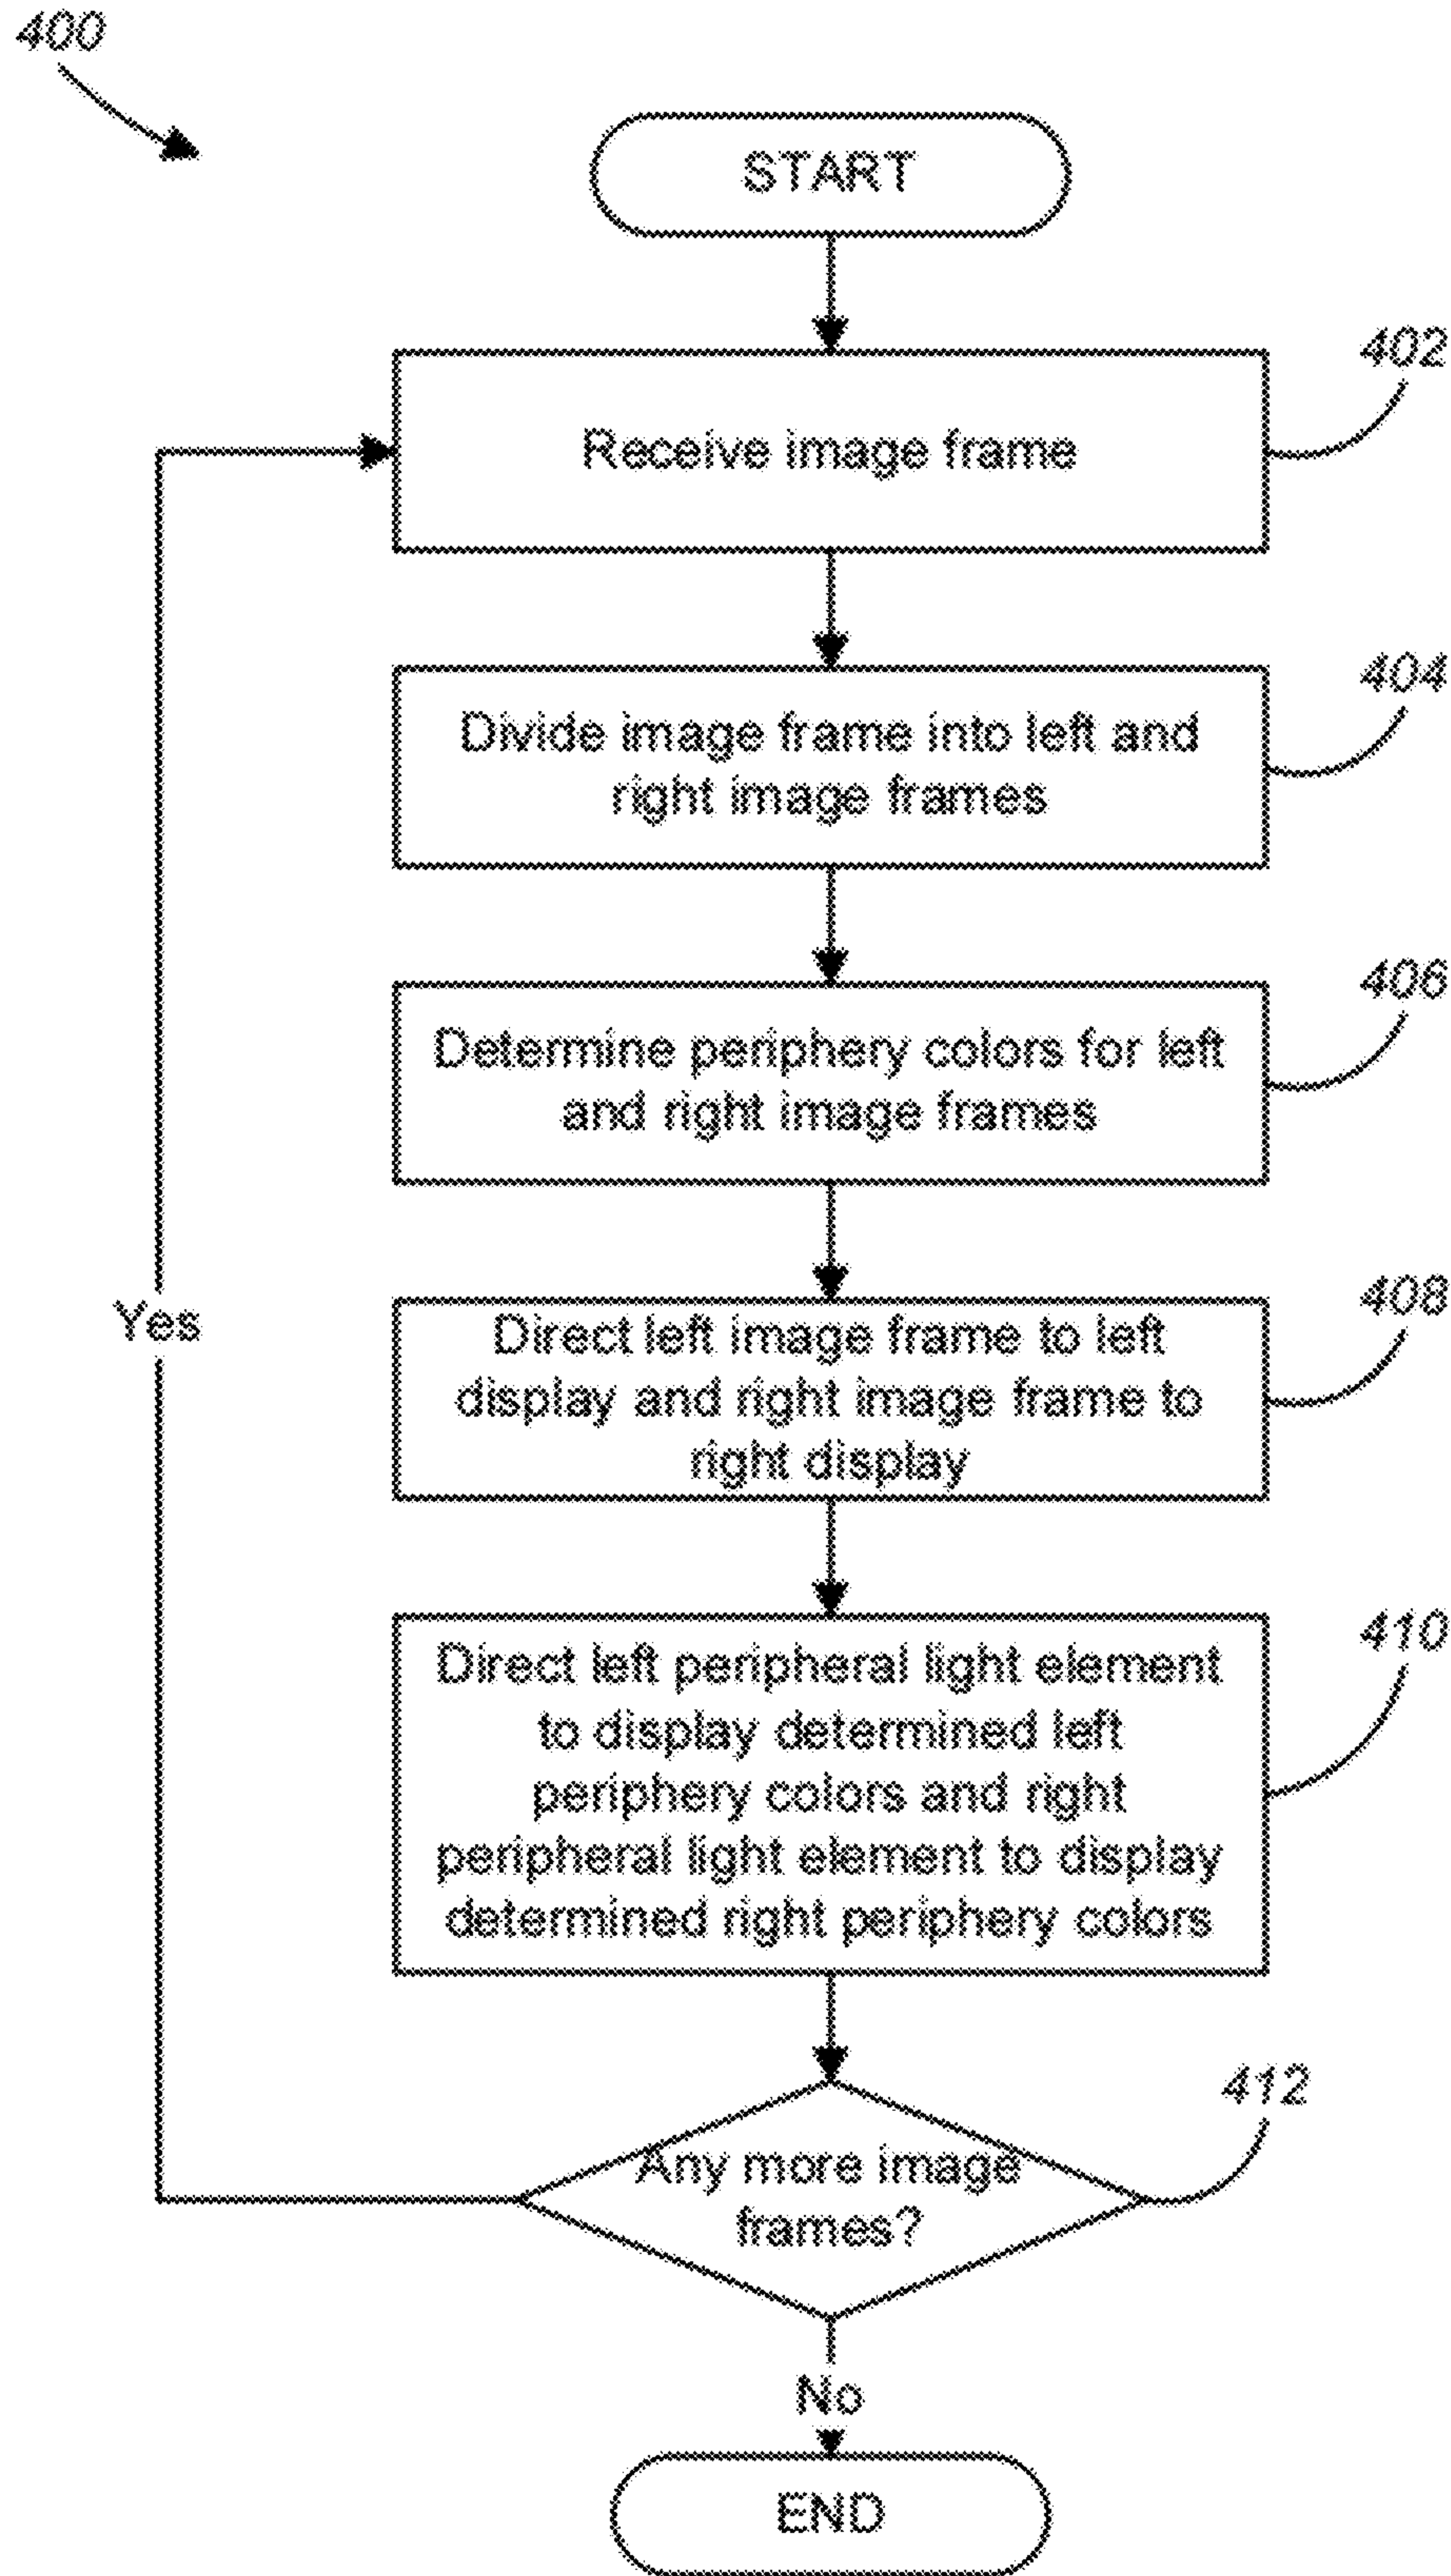 400
START
402
Receive image frame
404
Divide image frame into left and
right image frames
406
Determine periphery colors for left
and right image frames
408
Direct left image frame to left
display and right image frame to
right display
Yes
410
Direct left peripheral light element
to display determined left
periphery colors and right
peripheral light element to display
determined right periphery colors
412
Any more image
frames?
No
END